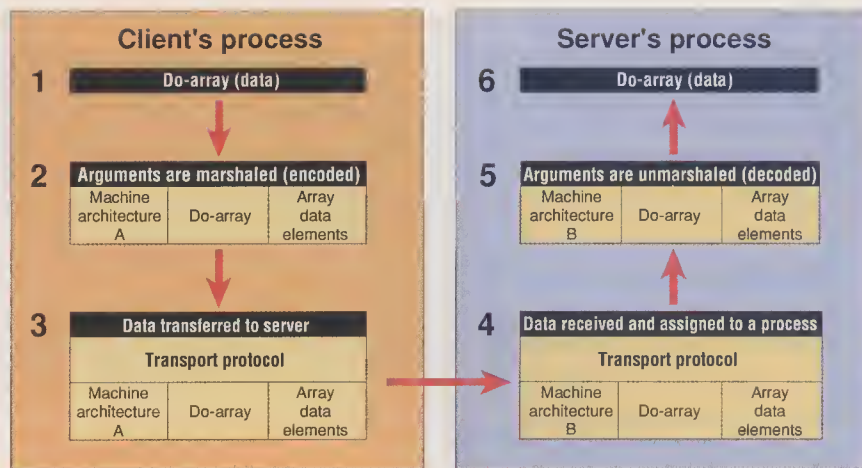 Client's process
1 Do-array (data)
2 Arguments are marshaled (encoded)
Machine architecture A
Do-array
Array data elements
3 Data transferred to server
Transport protocol
Machine architecture A
Do-array
Array data elements
Server's process
6 Do-array (data)
5 Arguments are unmarshaled (decoded)
Machine architecture B
Do-array
Array data elements
4 Data received and assigned to a process
Transport protocol
Machine architecture B
Do-array
Array data elements